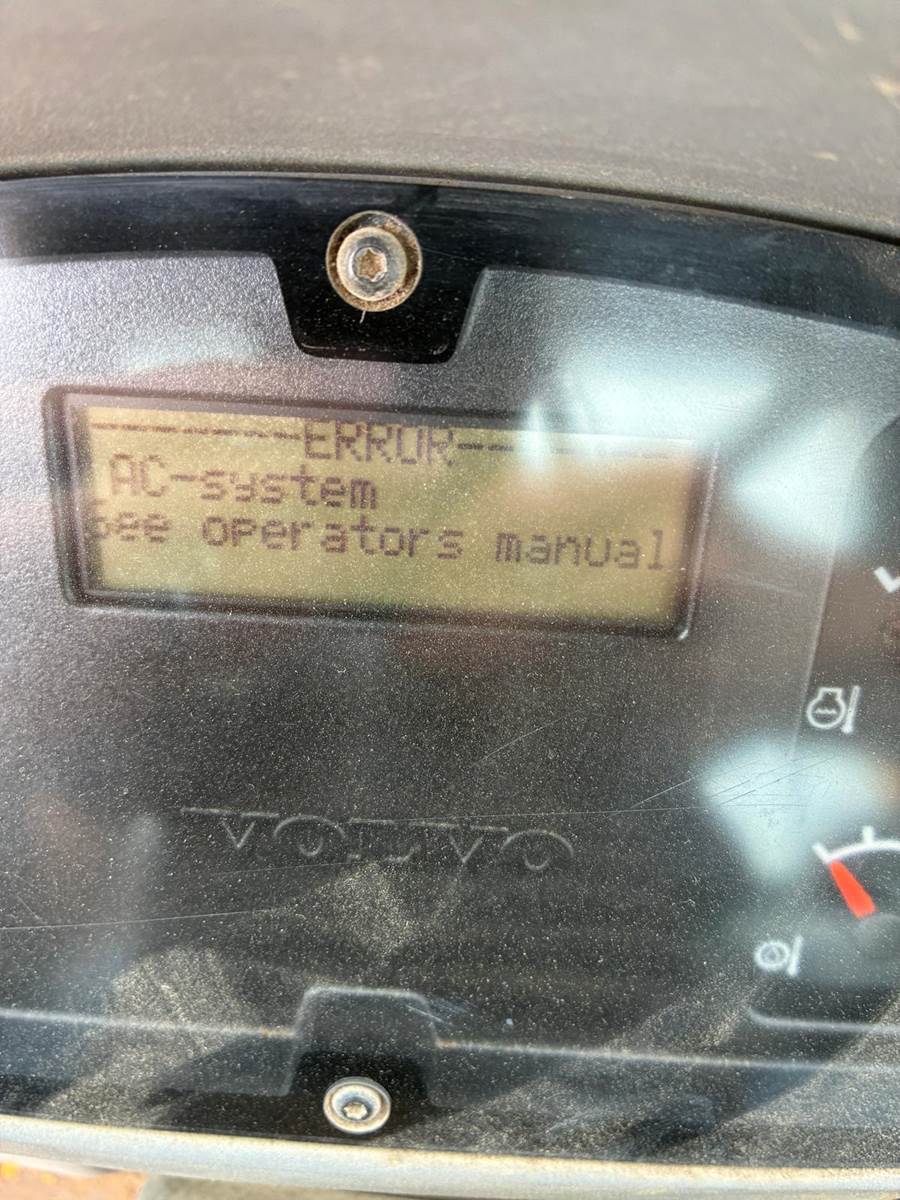 -------ERROR--
AC-system
See operators manual
VOLVO